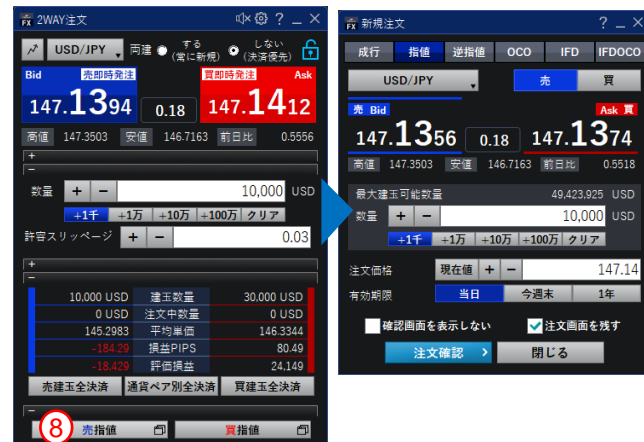 FX 2WAY注文 ? _ ×
USD/JPY 両建 する (常に新規) しない (決済優先)
Bid 売即時発注 買即時発注 Ask
147.1394 0.18 147.1412
高値 147.3503 安値 146.7163 前日比 0.5556
+
−
数量 + − 10,000 USD
+1千 +1万 +10万 +100万 クリア
許容スリッページ + − 0.03
+
−
10,000 USD 建玉数量 30,000 USD
0 USD 注文中数量 0 USD
145.2983 平均単価 146.3344
-184.29 損益PIPS 80.49
-18,429 評価損益 24,149
売建玉全決済 通貨ペア別全決済 買建玉全決済
−
8 売指値 買指値
FX 新規注文 ? _ ×
成行 指値 逆指値 OCO IFD IFDOCO
USD/JPY 売 買
売 Bid Ask 買
147.1356 0.18 147.1374
高値 147.3503 安値 146.7163 前日比 0.5518
最大建玉可能数量 49,423,925 USD
数量 + − 10,000 USD
+1千 +1万 +10万 +100万 クリア
注文価格 現在値 + − 147.14
有効期限 当日 今週末 1年
確認画面を表示しない 注文画面を残す
注文確認 > 閉じる